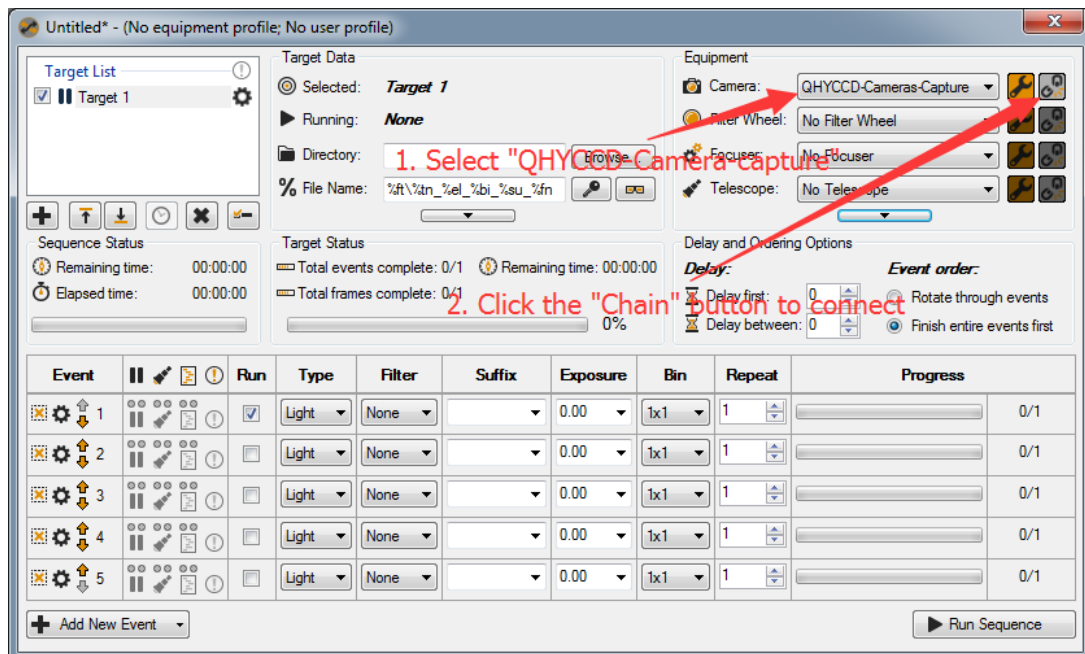 Untitled* - (No equipment profile; No user profile)
Target List
Target 1
Target Data
Selected: Target 1
Running: None
Directory: Browse...
File Name: %ft\%tn_%el_%bi_%su_%fn
Equipment
Camera: QHYCCD-Cameras-Capture
Filter Wheel: No Filter Wheel
Focuser: No Focuser
Telescope: No Telescope
1. Select "QHYCCD-Camera-capture"
Sequence Status
Remaining time: 00:00:00
Elapsed time: 00:00:00
Target Status
Total events complete: 0/1 Remaining time: 00:00:00
Total frames complete: 0/1
0%
Delay and Ordering Options
Delay: Event order:
Delay first: 0 Rotate through events
Delay between: 0 Finish entire events first
2. Click the "Chain" button to connect
Event Run Type Filter Suffix Exposure Bin Repeat Progress
1 Light None 0.00 1x1 1 0/1
2 Light None 0.00 1x1 1 0/1
3 Light None 0.00 1x1 1 0/1
4 Light None 0.00 1x1 1 0/1
5 Light None 0.00 1x1 1 0/1
Add New Event Run Sequence